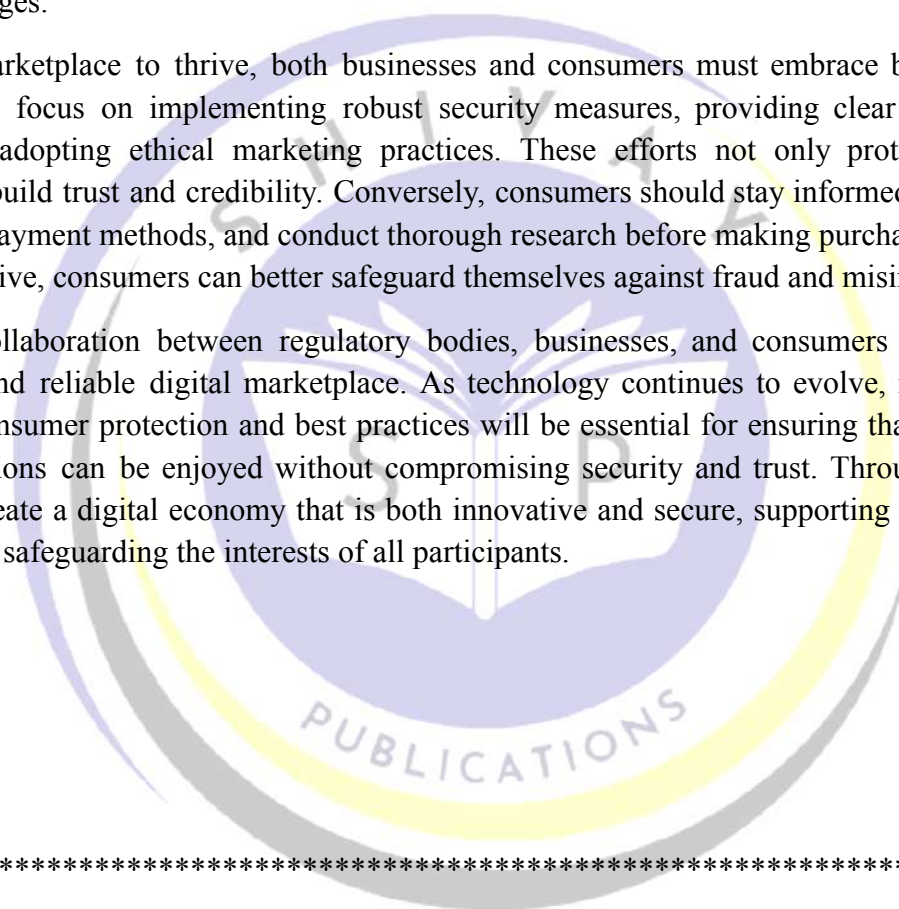 ges.
arketplace to thrive, both businesses and consumers must embrace b
focus on implementing robust security measures, providing clear
adopting ethical marketing practices. These efforts not only prot
build trust and credibility. Conversely, consumers should stay informed
ayment methods, and conduct thorough research before making purcha
ive, consumers can better safeguard themselves against fraud and misi
ollaboration between regulatory bodies, businesses, and consumers
nd reliable digital marketplace. As technology continues to evolve,
nsumer protection and best practices will be essential for ensuring tha
ions can be enjoyed without compromising security and trust. Throu
eate a digital economy that is both innovative and secure, supporting
safeguarding the interests of all participants.
SHIVAY
S P
PUBLICATIONS
*********************************************************